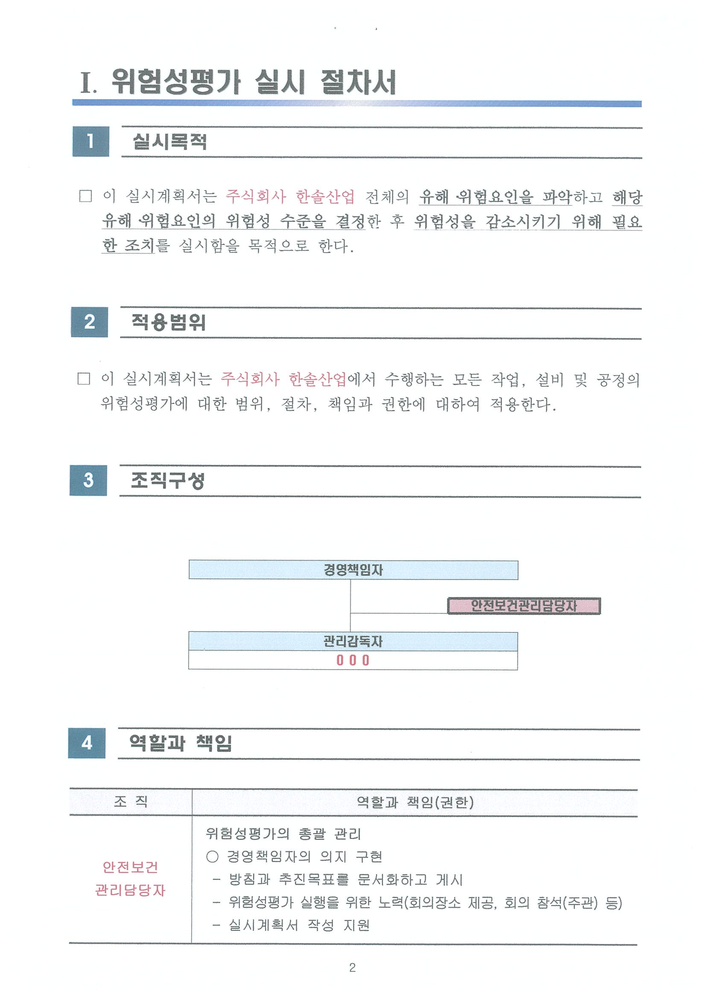 I. 위험성평가 실시 절차서
1 실시목적
□ 이 실시계획서는 주식회사 한솔산업 전체의 유해·위험요인을 파악하고 해당
유해·위험요인의 위험성 수준을 결정한 후 위험성을 감소시키기 위해 필요
한 조치를 실시함을 목적으로 한다.
2 적용범위
□ 이 실시계획서는 주식회사 한솔산업에서 수행하는 모든 작업, 설비 및 공정의
위험성평가에 대한 범위, 절차, 책임과 권한에 대하여 적용한다.
3 조직구성
경영책임자
안전보건관리담당자
관리감독자
0 0 0
4 역할과 책임
조 직
역할과 책임(권한)
안전보건
관리담당자
위험성평가의 총괄 관리
○ 경영책임자의 의지 구현
- 방침과 추진목표를 문서화하고 게시
- 위험성평가 실행을 위한 노력(회의장소 제공, 회의 참석(주관) 등)
- 실시계획서 작성 지원
2